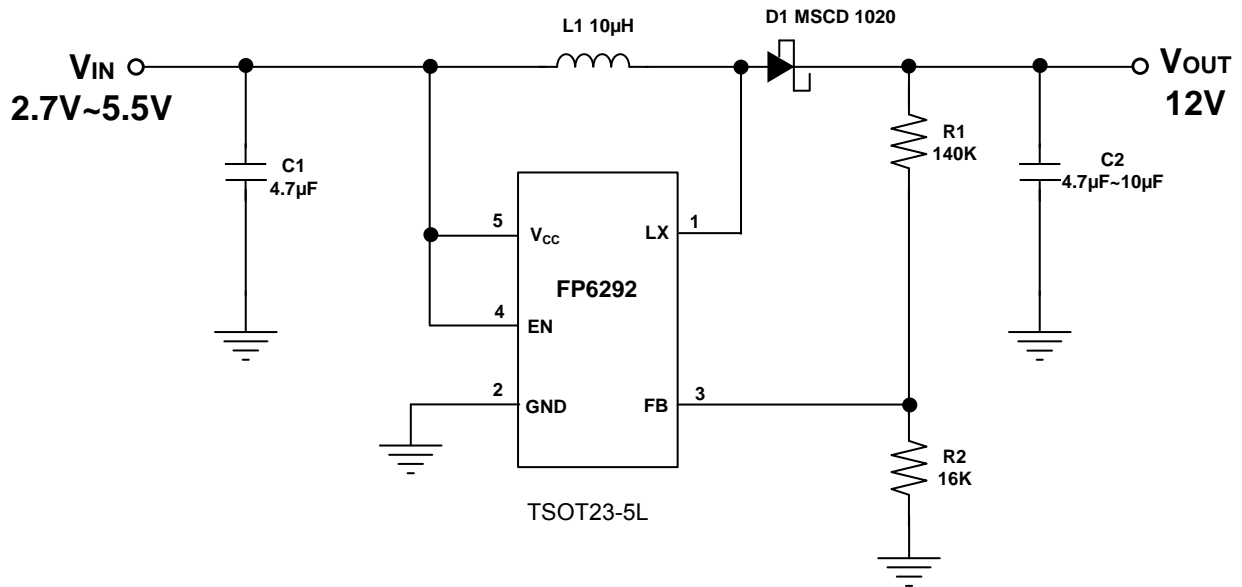 D1 MSCD 1020
L1 10µH
VIN
2.7V~5.5V
VOUT
12V
R1
140K
C1
4.7µF
C2
4.7µF~10µF
5
VCC
LX
1
FP6292
4
EN
2
GND
FB
3
R2
16K
TSOT23-5L